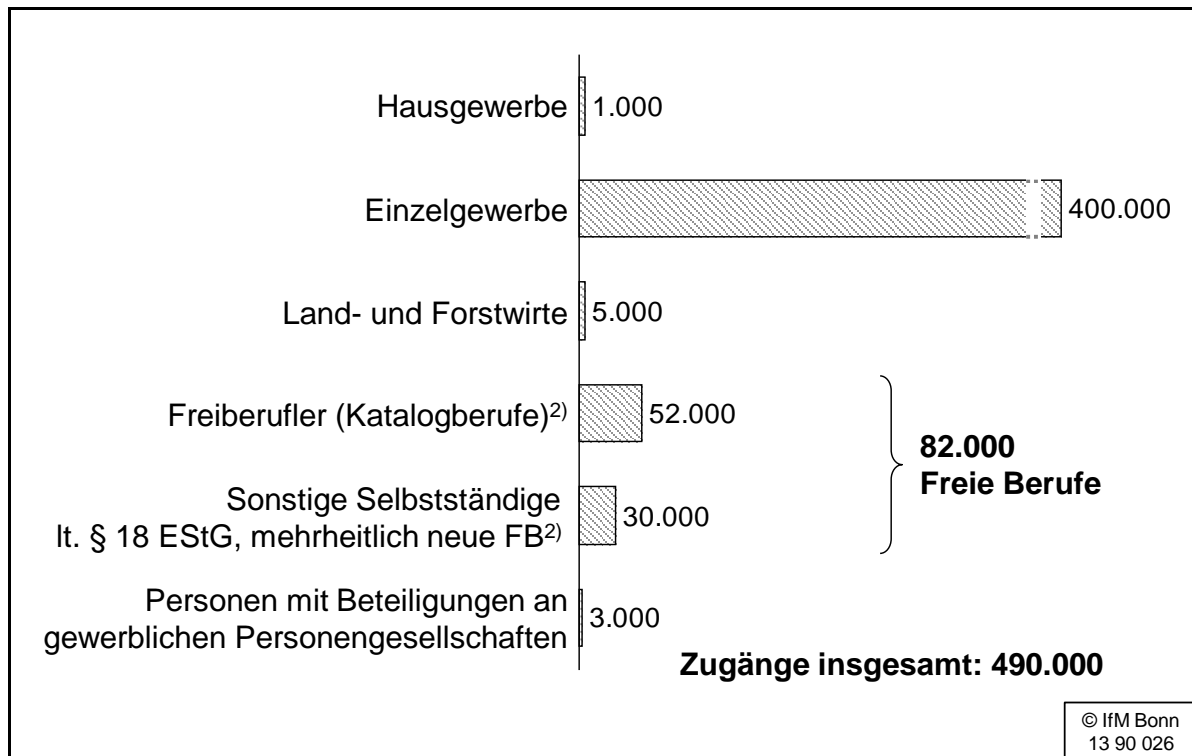 Hausgewerbe 1.000
Einzelgewerbe 400.000
Land- und Forstwirte 5.000
Freiberufler (Katalogberufe)2) 52.000
82.000
Freie Berufe
Sonstige Selbstständige
lt. § 18 EStG, mehrheitlich neue FB2) 30.000
Personen mit Beteiligungen an
gewerblichen Personengesellschaften 3.000
Zugänge insgesamt: 490.000
© IfM Bonn
13 90 026